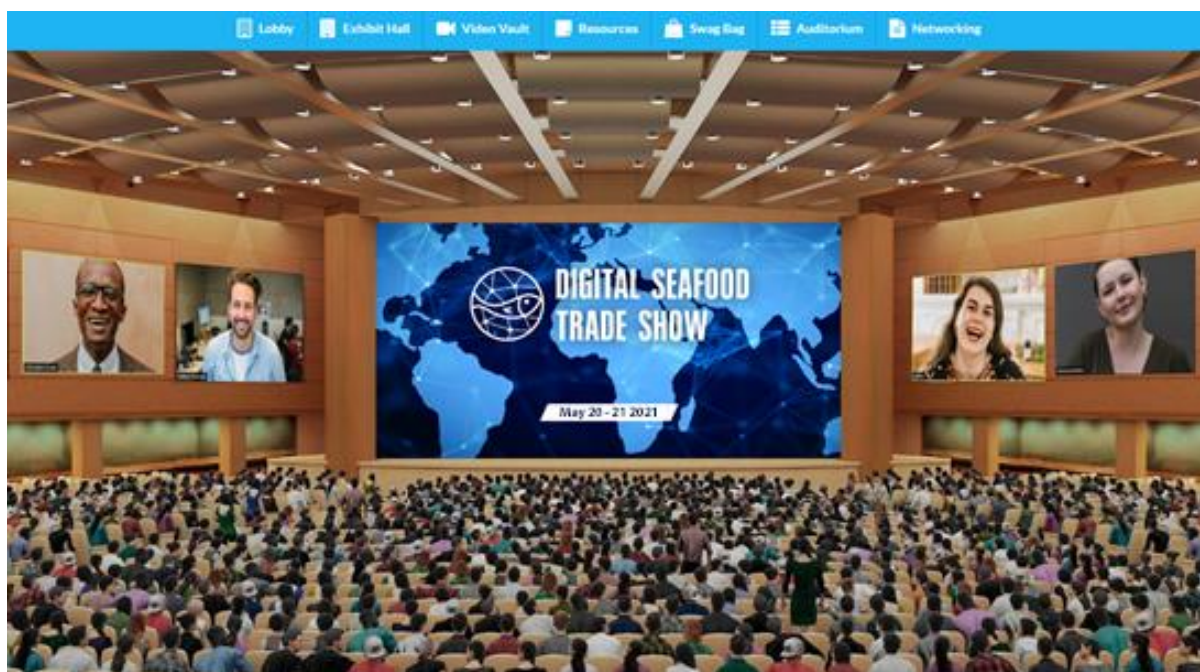 Lobby
Exhibit Hall
Video Vault
Resources
Swag Bag
Auditorium
Networking
DIGITAL SEAFOOD
TRADE SHOW
May 20 - 21 2021